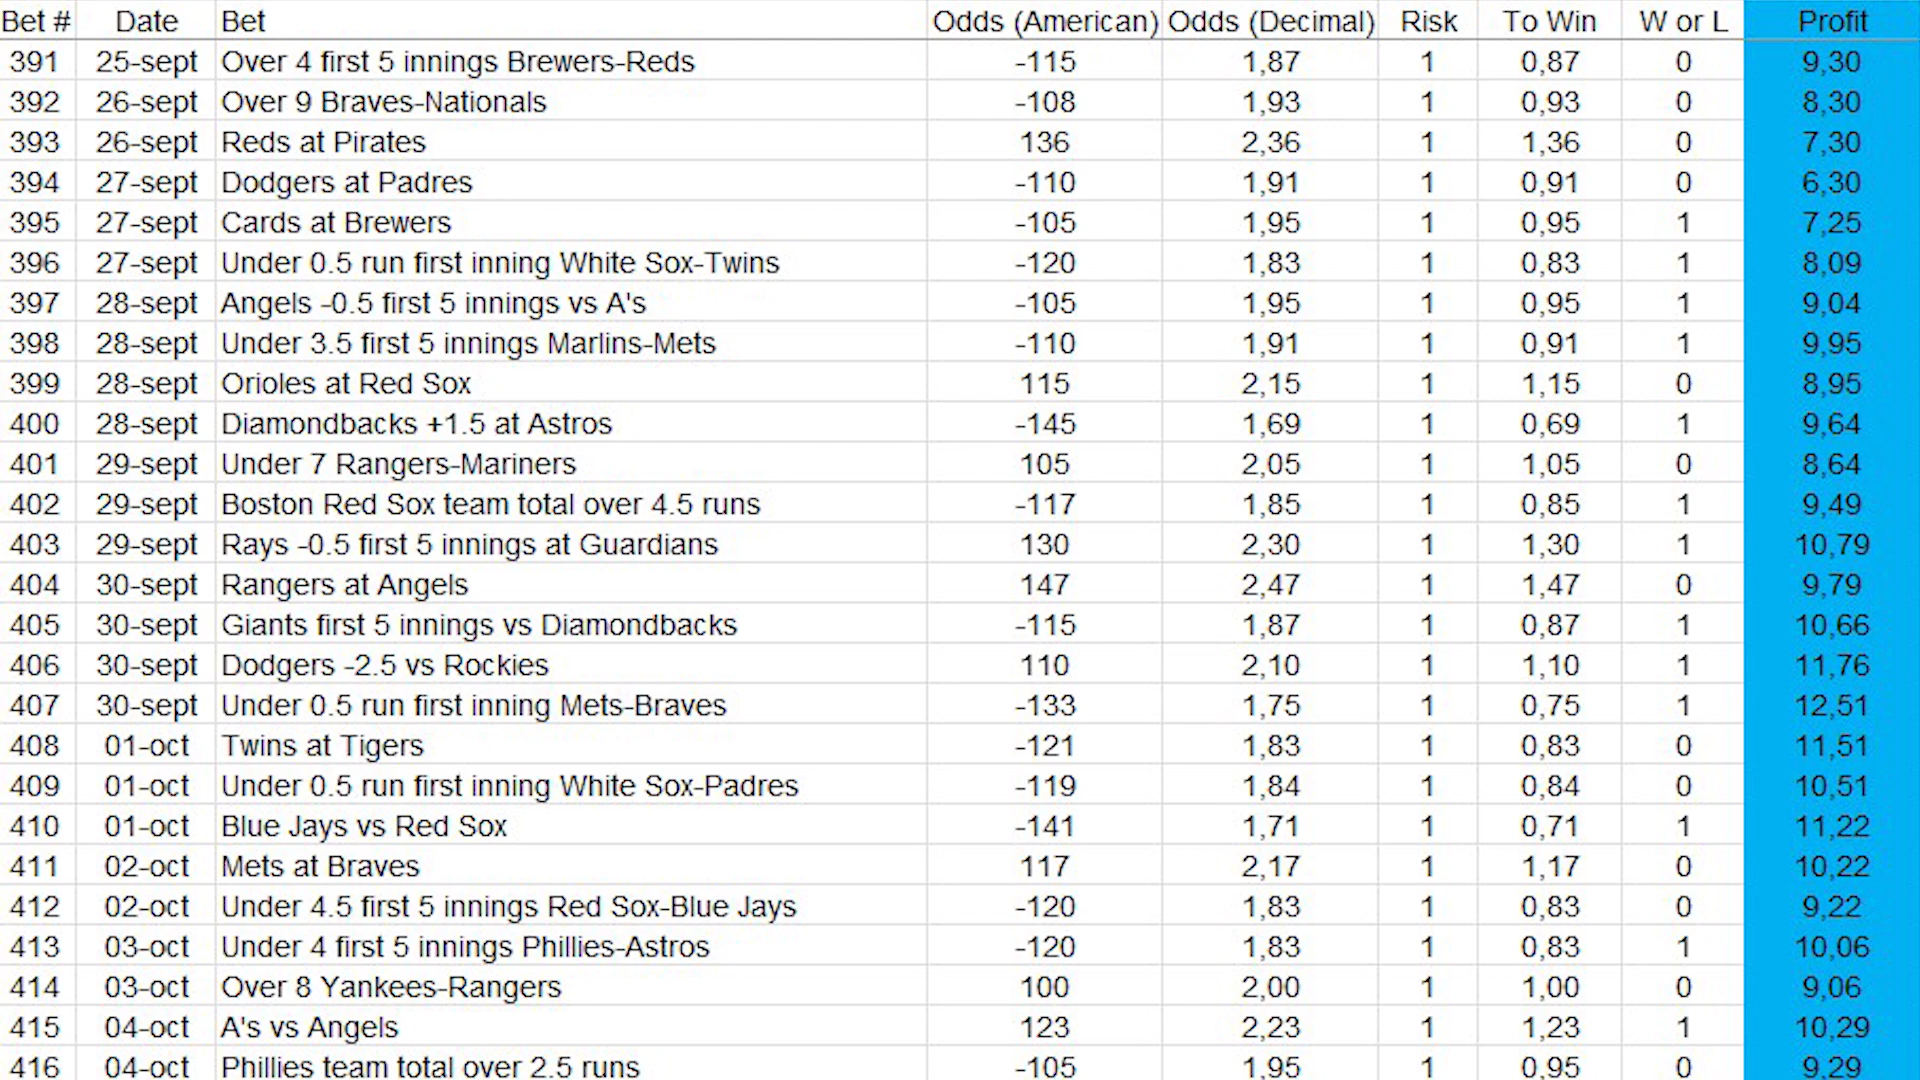 Bet # Date Bet Odds (American) Odds (Decimal) Risk To Win W or L Profit
391 25-sept Over 4 first 5 innings Brewers-Reds -115 1,87 1 0,87 0 9,30
392 26-sept Over 9 Braves-Nationals -108 1,93 1 0,93 0 8,30
393 26-sept Reds at Pirates 136 2,36 1 1,36 0 7,30
394 27-sept Dodgers at Padres -110 1,91 1 0,91 0 6,30
395 27-sept Cards at Brewers -105 1,95 1 0,95 1 7,25
396 27-sept Under 0.5 run first inning White Sox-Twins -120 1,83 1 0,83 1 8,09
397 28-sept Angels -0.5 first 5 innings vs A's -105 1,95 1 0,95 1 9,04
398 28-sept Under 3.5 first 5 innings Marlins-Mets -110 1,91 1 0,91 1 9,95
399 28-sept Orioles at Red Sox 115 2,15 1 1,15 0 8,95
400 28-sept Diamondbacks +1.5 at Astros -145 1,69 1 0,69 1 9,64
401 29-sept Under 7 Rangers-Mariners 105 2,05 1 1,05 0 8,64
402 29-sept Boston Red Sox team total over 4.5 runs -117 1,85 1 0,85 1 9,49
403 29-sept Rays -0.5 first 5 innings at Guardians 130 2,30 1 1,30 1 10,79
404 30-sept Rangers at Angels 147 2,47 1 1,47 0 9,79
405 30-sept Giants first 5 innings vs Diamondbacks -115 1,87 1 0,87 1 10,66
406 30-sept Dodgers -2.5 vs Rockies 110 2,10 1 1,10 1 11,76
407 30-sept Under 0.5 run first inning Mets-Braves -133 1,75 1 0,75 1 12,51
408 01-oct Twins at Tigers -121 1,83 1 0,83 0 11,51
409 01-oct Under 0.5 run first inning White Sox-Padres -119 1,84 1 0,84 0 10,51
410 01-oct Blue Jays vs Red Sox -141 1,71 1 0,71 1 11,22
411 02-oct Mets at Braves 117 2,17 1 1,17 0 10,22
412 02-oct Under 4.5 first 5 innings Red Sox-Blue Jays -120 1,83 1 0,83 0 9,22
413 03-oct Under 4 first 5 innings Phillies-Astros -120 1,83 1 0,83 1 10,06
414 03-oct Over 8 Yankees-Rangers 100 2,00 1 1,00 0 9,06
415 04-oct A's vs Angels 123 2,23 1 1,23 1 10,29
416 04-oct Phillies team total over 2.5 runs -105 1,95 1 0,95 0 9,29